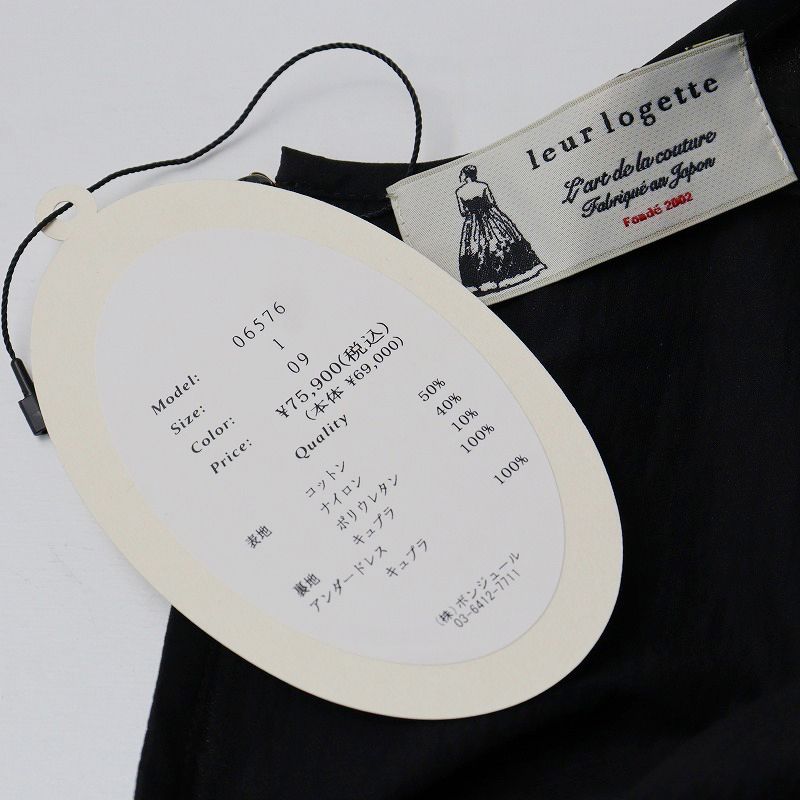 leur logette
L'art de la couture
Fabriqué au Japon
Fondé 2002
Model: 06576
Size: 1
Color: 09
Price: ¥75,900(税込)
(本体 ¥69,000)
Quality
表地 コットン 50%
ナイロン 40%
ポリウレタン 10%
裏地 キュプラ 100%
アンダードレス キュプラ 100%
(株)ボンジュール
03-6412-7711